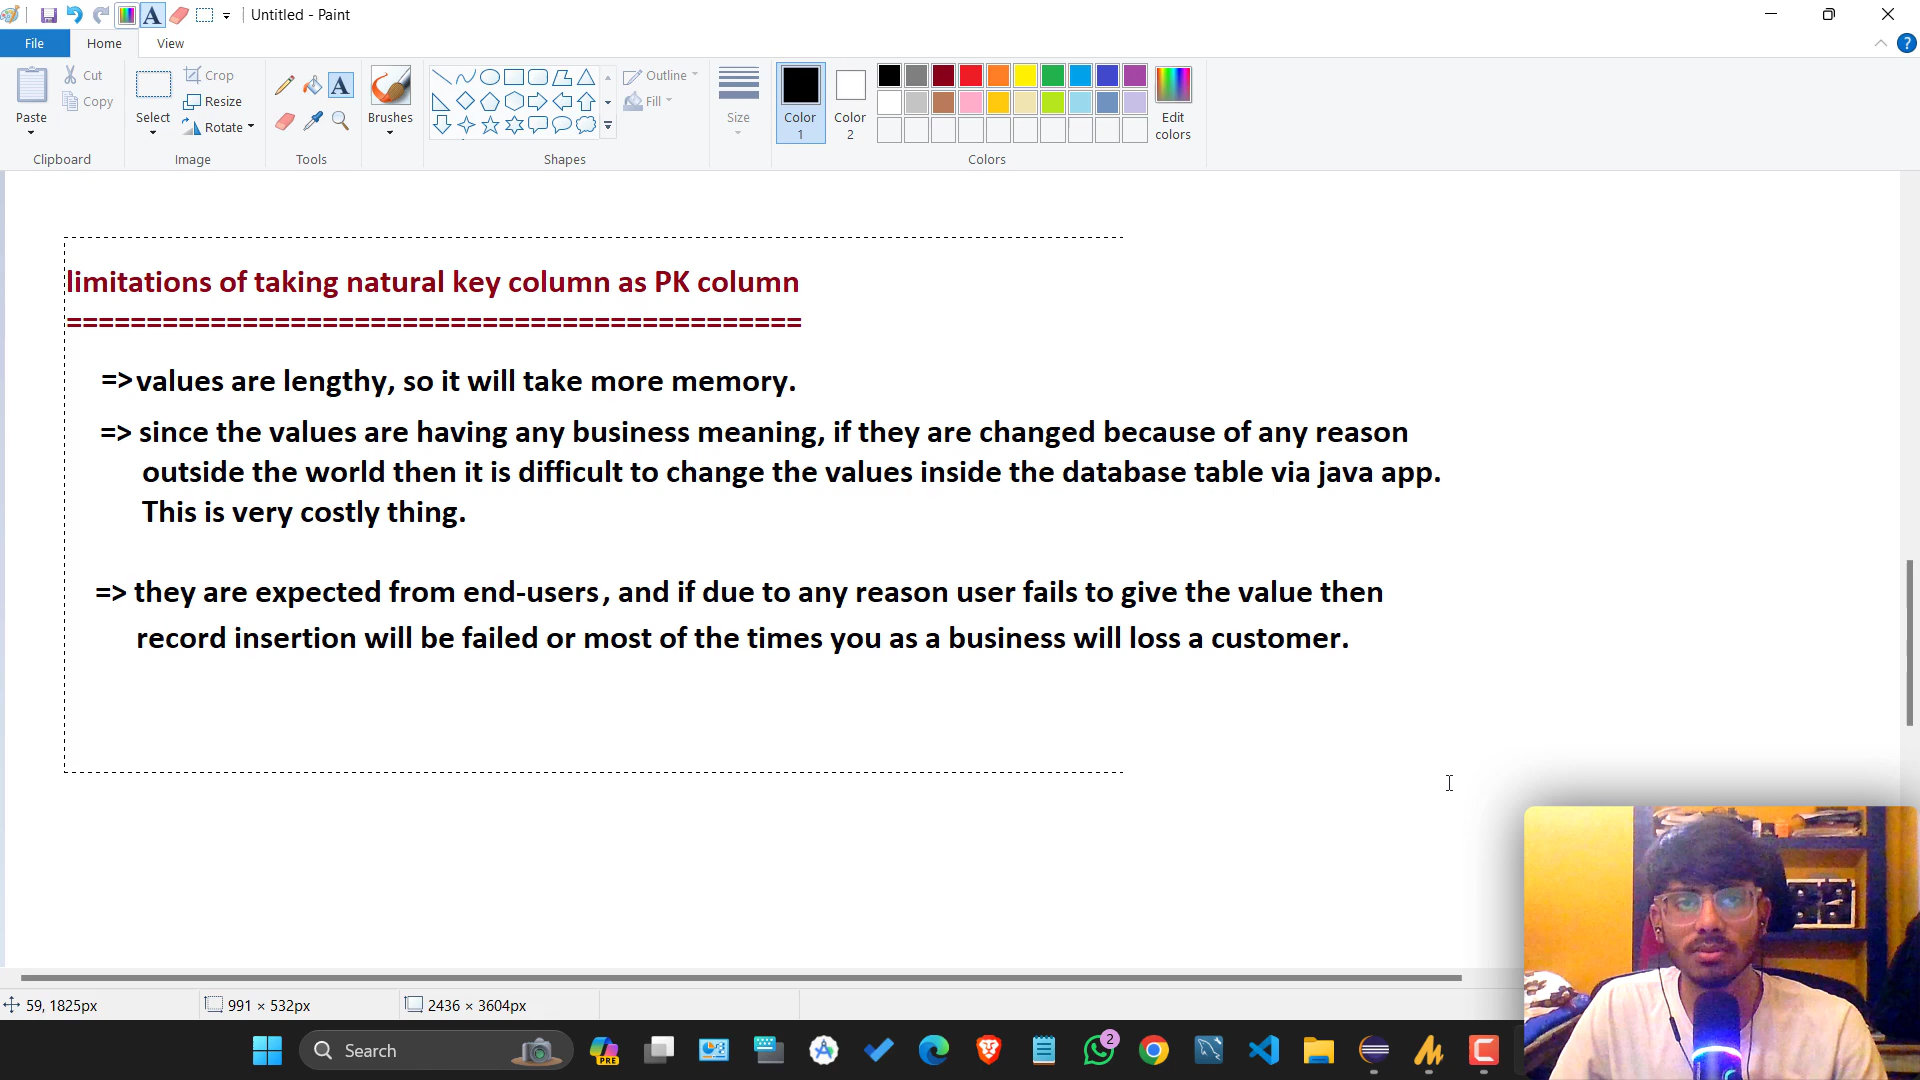 Untitled - Paint
File
Home
View
Paste
Cut
Copy
Clipboard
Select
Crop
Resize
Rotate
Image
Tools
Brushes
Shapes
Outline
Fill
Size
Color
1
Color
2
Edit
colors
Colors
limitations of taking natural key column as PK column
==============================================
=>values are lengthy, so it will take more memory.
=> since the values are having any business meaning, if they are changed because of any reason
outside the world then it is difficult to change the values inside the database table via java app.
This is very costly thing.
=> they are expected from end-users, and if due to any reason user fails to give the value then
record insertion will be failed or most of the times you as a business will loss a customer.
59, 1825px
991 × 532px
2436 × 3604px
Search
PRE
2